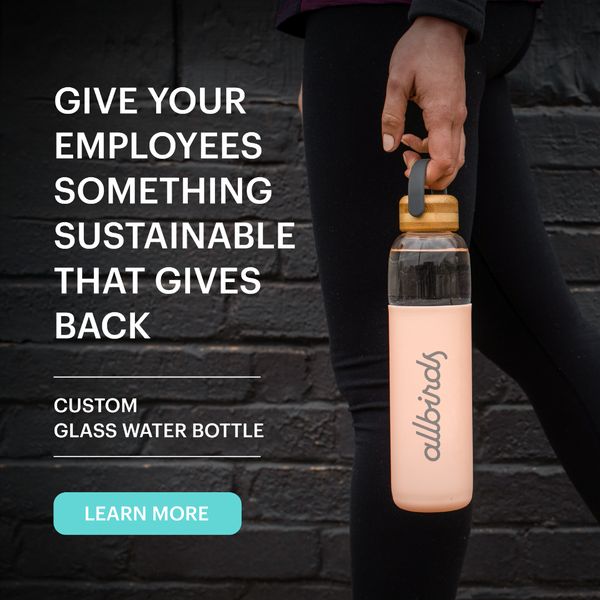 GIVE YOUR
EMPLOYEES
SOMETHING
SUSTAINABLE
THAT GIVES
BACK
CUSTOM
GLASS WATER BOTTLE
LEARN MORE
allbirds